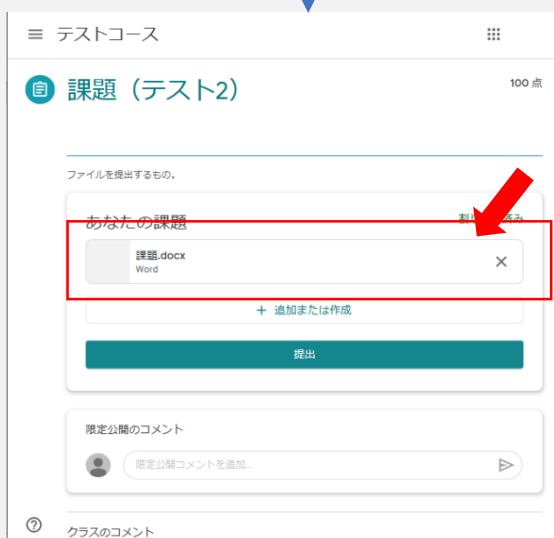 テストコース
課題（テスト2）
100 点
ファイルを提出するもの。
あなたの課題
課題.docx
Word
+ 追加または作成
提出
限定公開のコメント
限定公開コメントを追加...
クラスのコメント